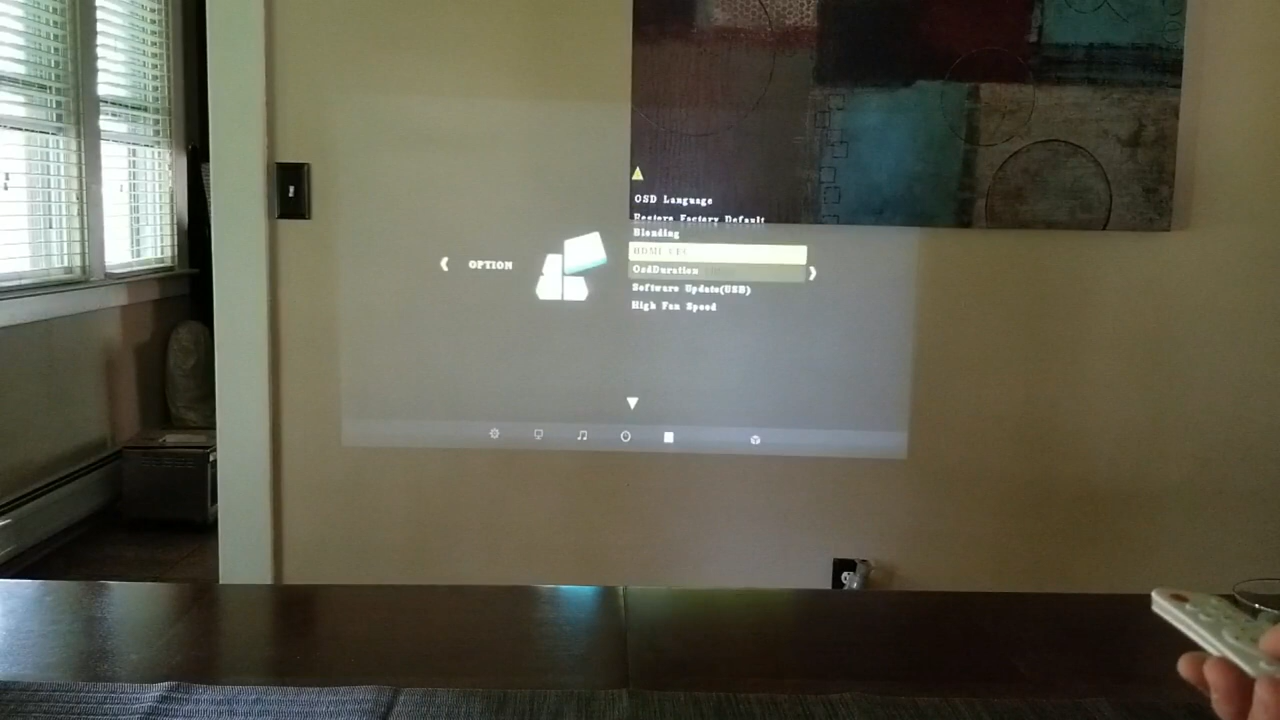 OSD Language
Restore Factory Default
Blending
OPTION
HDMI CEC
OsdDuration
Software Update(USB)
High Fan Speed